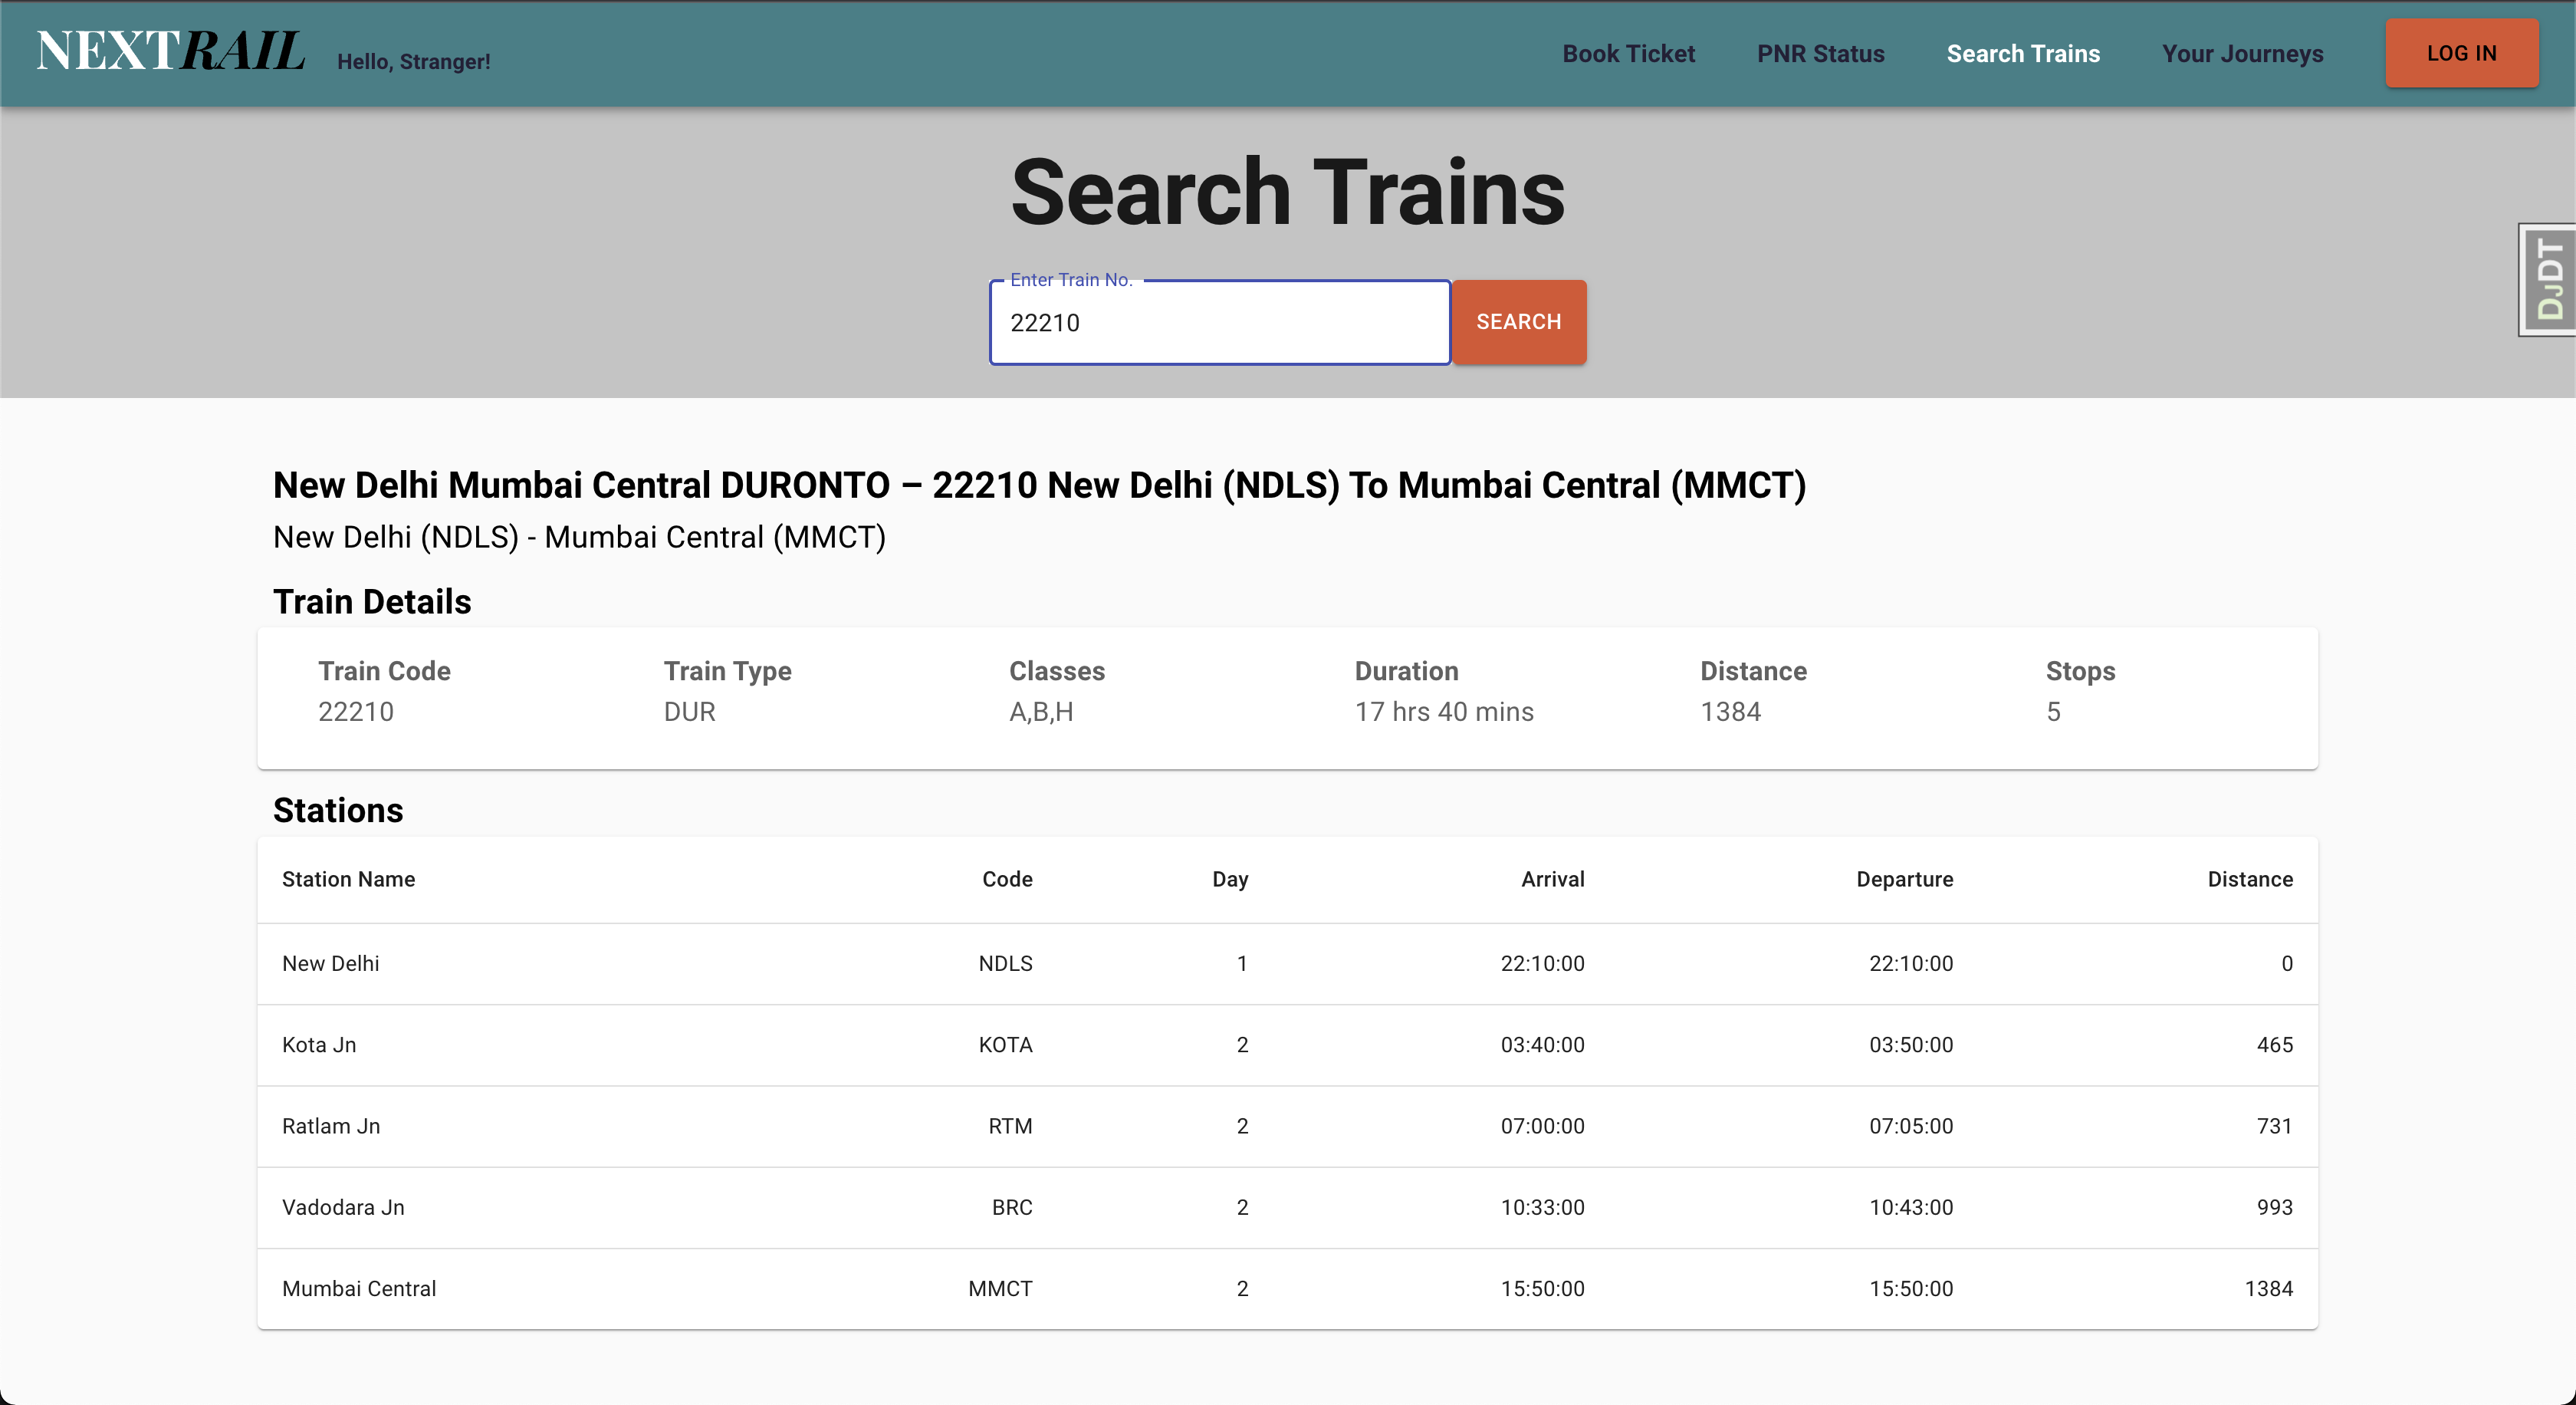 NEXTRAIL Hello, Stranger! Book Ticket PNR Status Search Trains Your Journeys LOG IN
Search Trains
DJDT
Enter Train No.
22210 SEARCH
New Delhi Mumbai Central DURONTO – 22210 New Delhi (NDLS) To Mumbai Central (MMCT)
New Delhi (NDLS) - Mumbai Central (MMCT)
Train Details
Train Code Train Type Classes Duration Distance Stops
22210 DUR A,B,H 17 hrs 40 mins 1384 5
Stations
Station Name Code Day Arrival Departure Distance
New Delhi NDLS 1 22:10:00 22:10:00 0
Kota Jn KOTA 2 03:40:00 03:50:00 465
Ratlam Jn RTM 2 07:00:00 07:05:00 731
Vadodara Jn BRC 2 10:33:00 10:43:00 993
Mumbai Central MMCT 2 15:50:00 15:50:00 1384